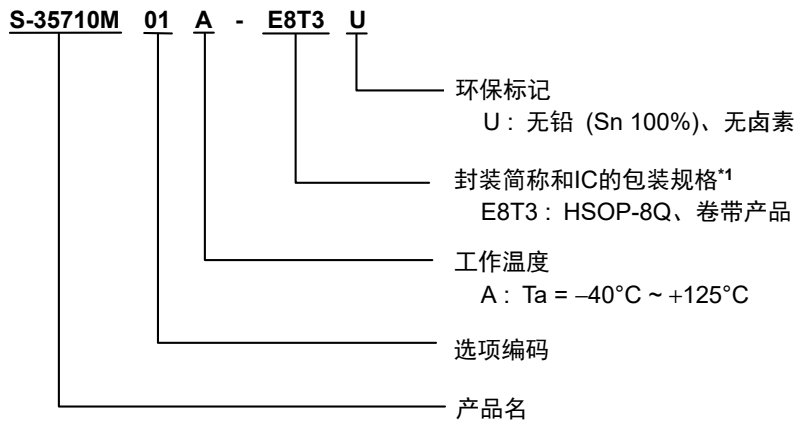 S-35710M 01 A - E8T3 U
环保标记
U : 无铅 (Sn 100%)、无卤素
封装简称和IC的包装规格*1
E8T3 : HSOP-8Q、卷带产品
工作温度
A : Ta = −40°C ~ +125°C
选项编码
产品名